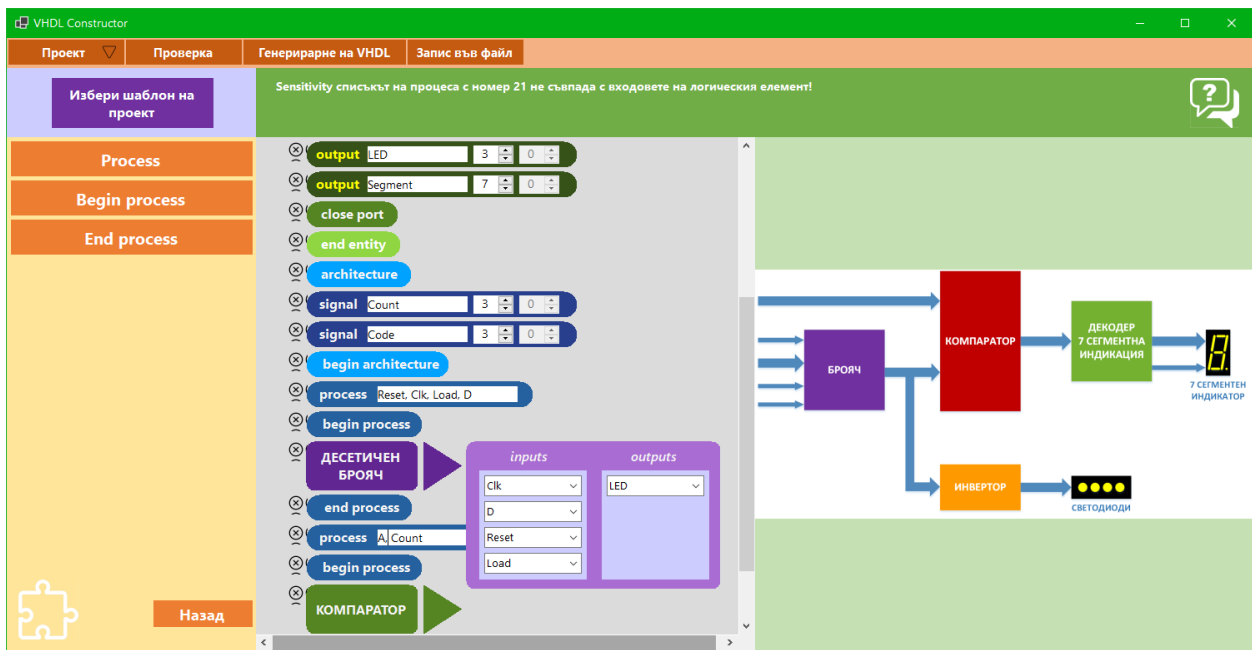 VHDL Constructor
Проект
Проверка
Генерирарне на VHDL
Запис във файл
Избери шаблон на
проект
Sensitivity списъкът на процеса с номер 21 не съвпада с входовете на логическия елемент!
?
Process
Begin process
End process
Назад
output LED 3 0
output Segment 7 0
close port
end entity
architecture
signal Count 3 0
signal Code 3 0
begin architecture
process Reset, Clk, Load, D
begin process
ДЕСЕТИЧЕН
БРОЯЧ
inputs
Clk
D
Reset
Load
outputs
LED
end process
process A, Count
begin process
КОМПАРАТОР
БРОЯЧ
КОМПАРАТОР
ДЕКОДЕР
7 СЕГМЕНТНА
ИНДИКАЦИЯ
7 СЕГМЕНТЕН
ИНДИКАТОР
ИНВЕРТОР
СВЕТОДИОДИ